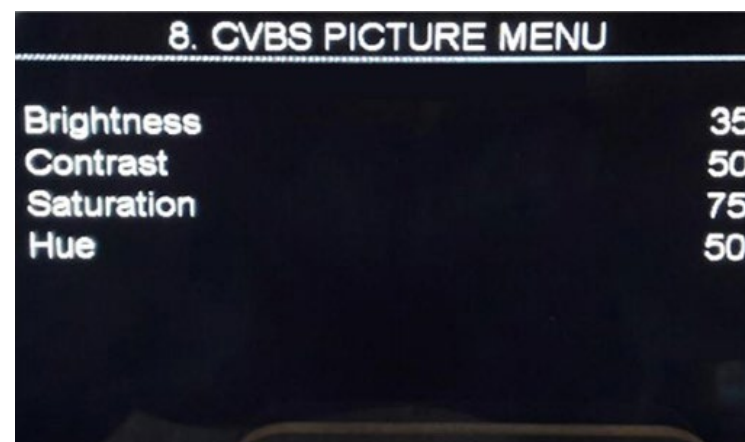 8. CVBS PICTURE MENU
Brightness 35
Contrast 50
Saturation 75
Hue 50